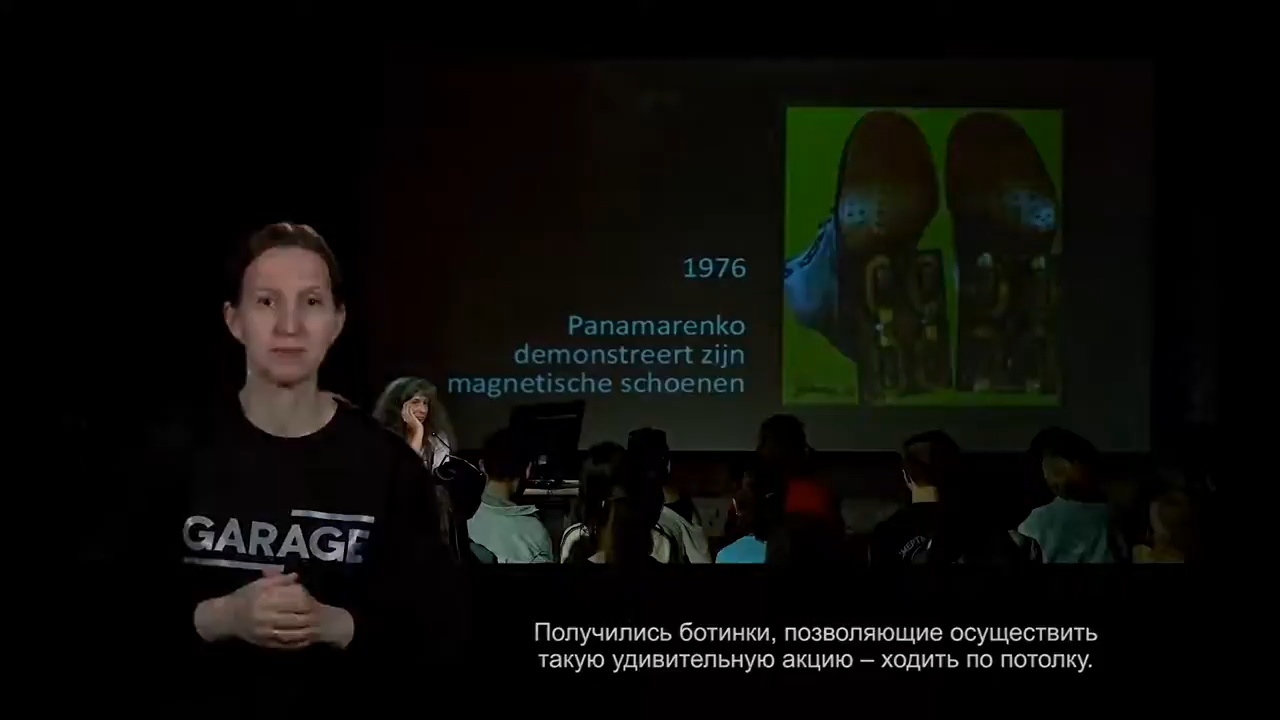 1976
Panamarenko
demonstreert zijn
magnetische schoenen
GARAGE
Получились ботинки, позволяющие осуществить
такую удивительную акцию – ходить по потолку.